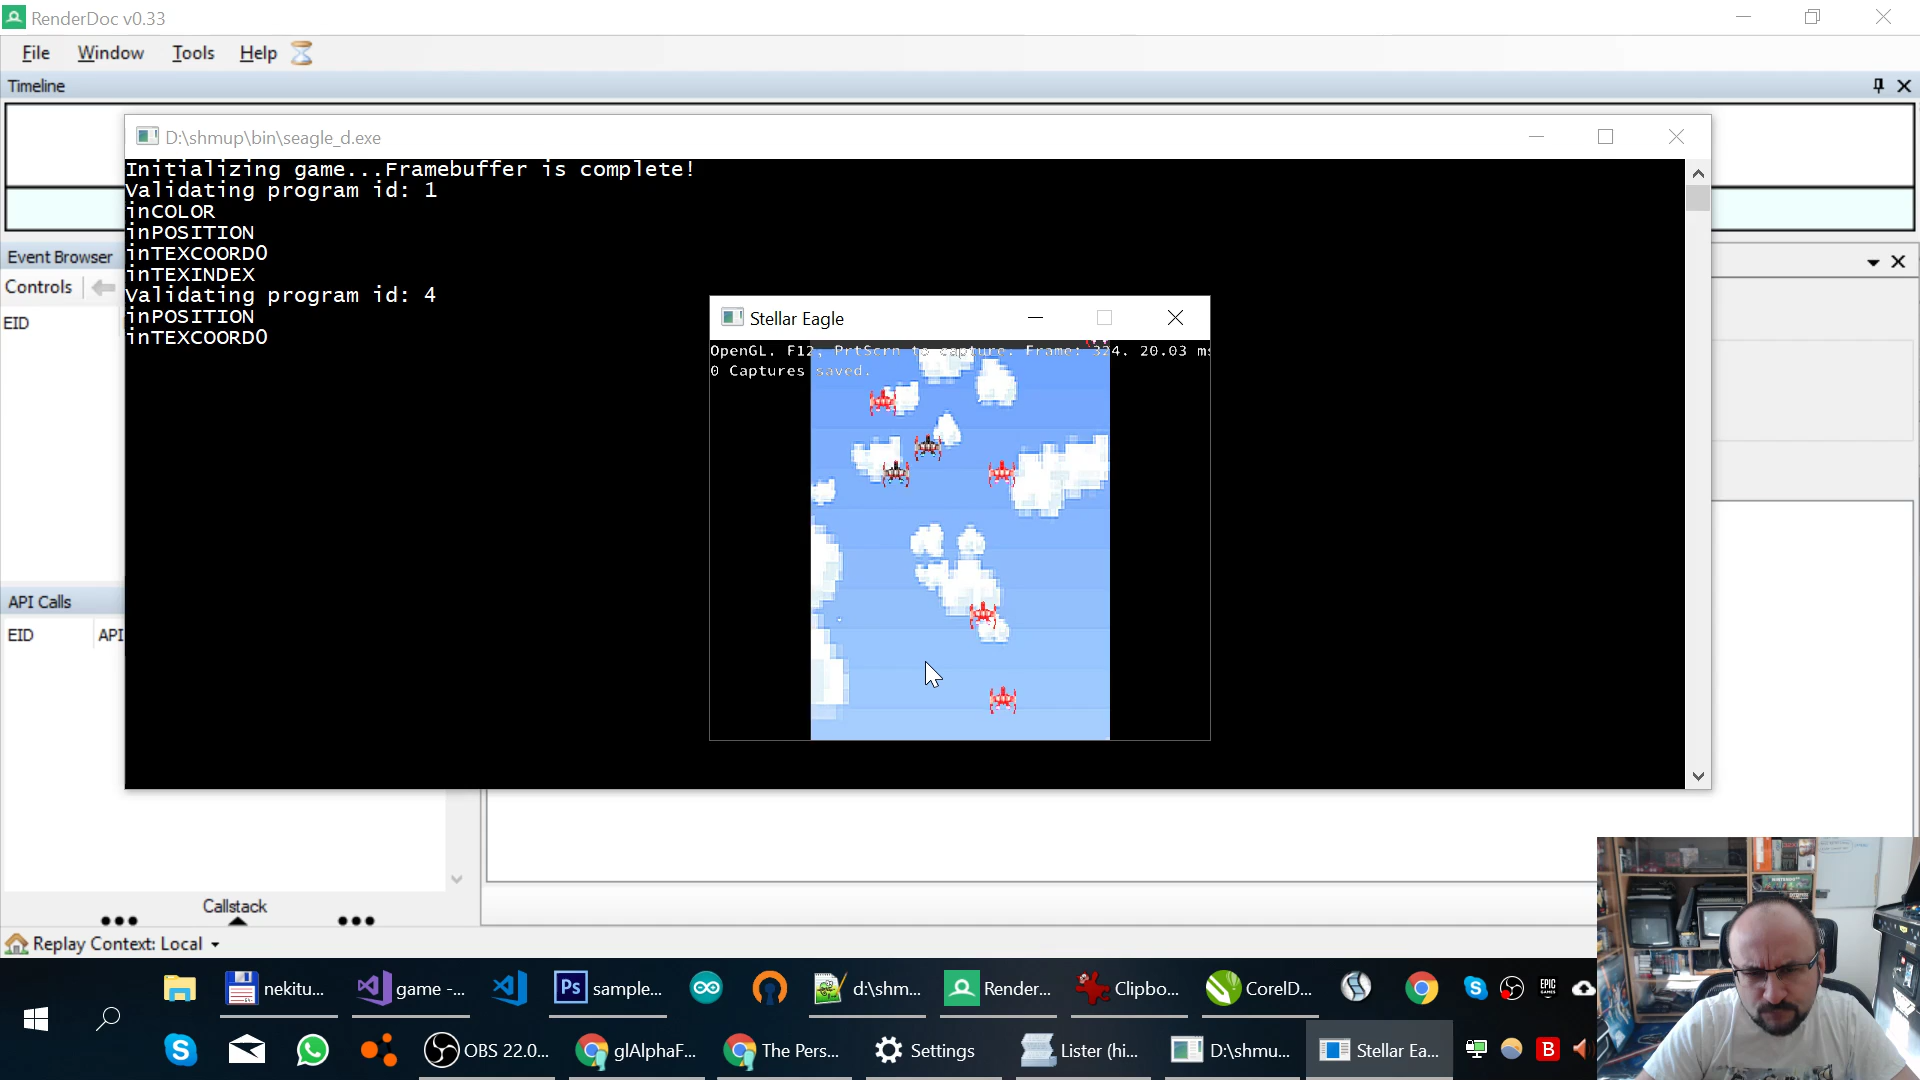 RenderDoc v0.33
File Window Tools Help
Timeline
D:\shmup\bin\seagle_d.exe
Initializing game...Framebuffer is complete!
Validating program id: 1
inCOLOR
inPOSITION
inTEXCOORD0
inTEXINDEX
Validating program id: 4
inPOSITION
inTEXCOORD0
Event Browser
Controls
EID
Stellar Eagle
OpenGL. F12, PrtScrn to capture. Frame: 324. 20.03 ms
0 Captures saved.
API Calls
EID API
Callstack
Replay Context: Local
nekitu... game -... Ps sample... d:\shm... Render... Clipbo... CorelD... EPIC GAMES
OBS 22.0... glAlphaF... The Pers... Settings Lister (hi... D:\shmu... Stellar Ea... B